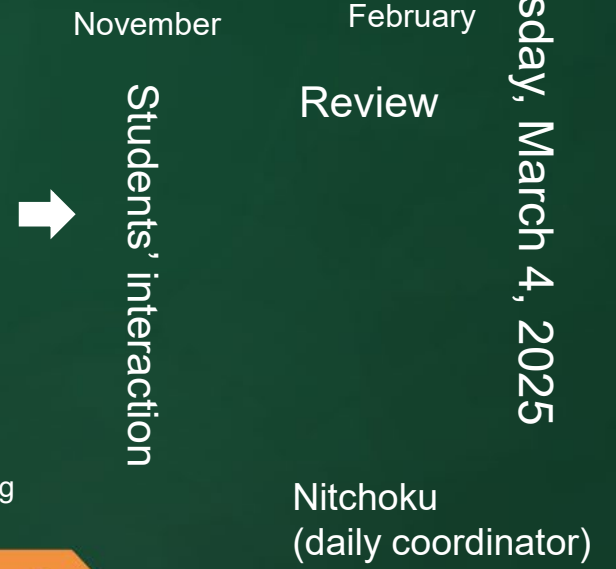 November
February
Students’ interaction
Review
sday, March 4, 2025
g
Nitchoku
(daily coordinator)